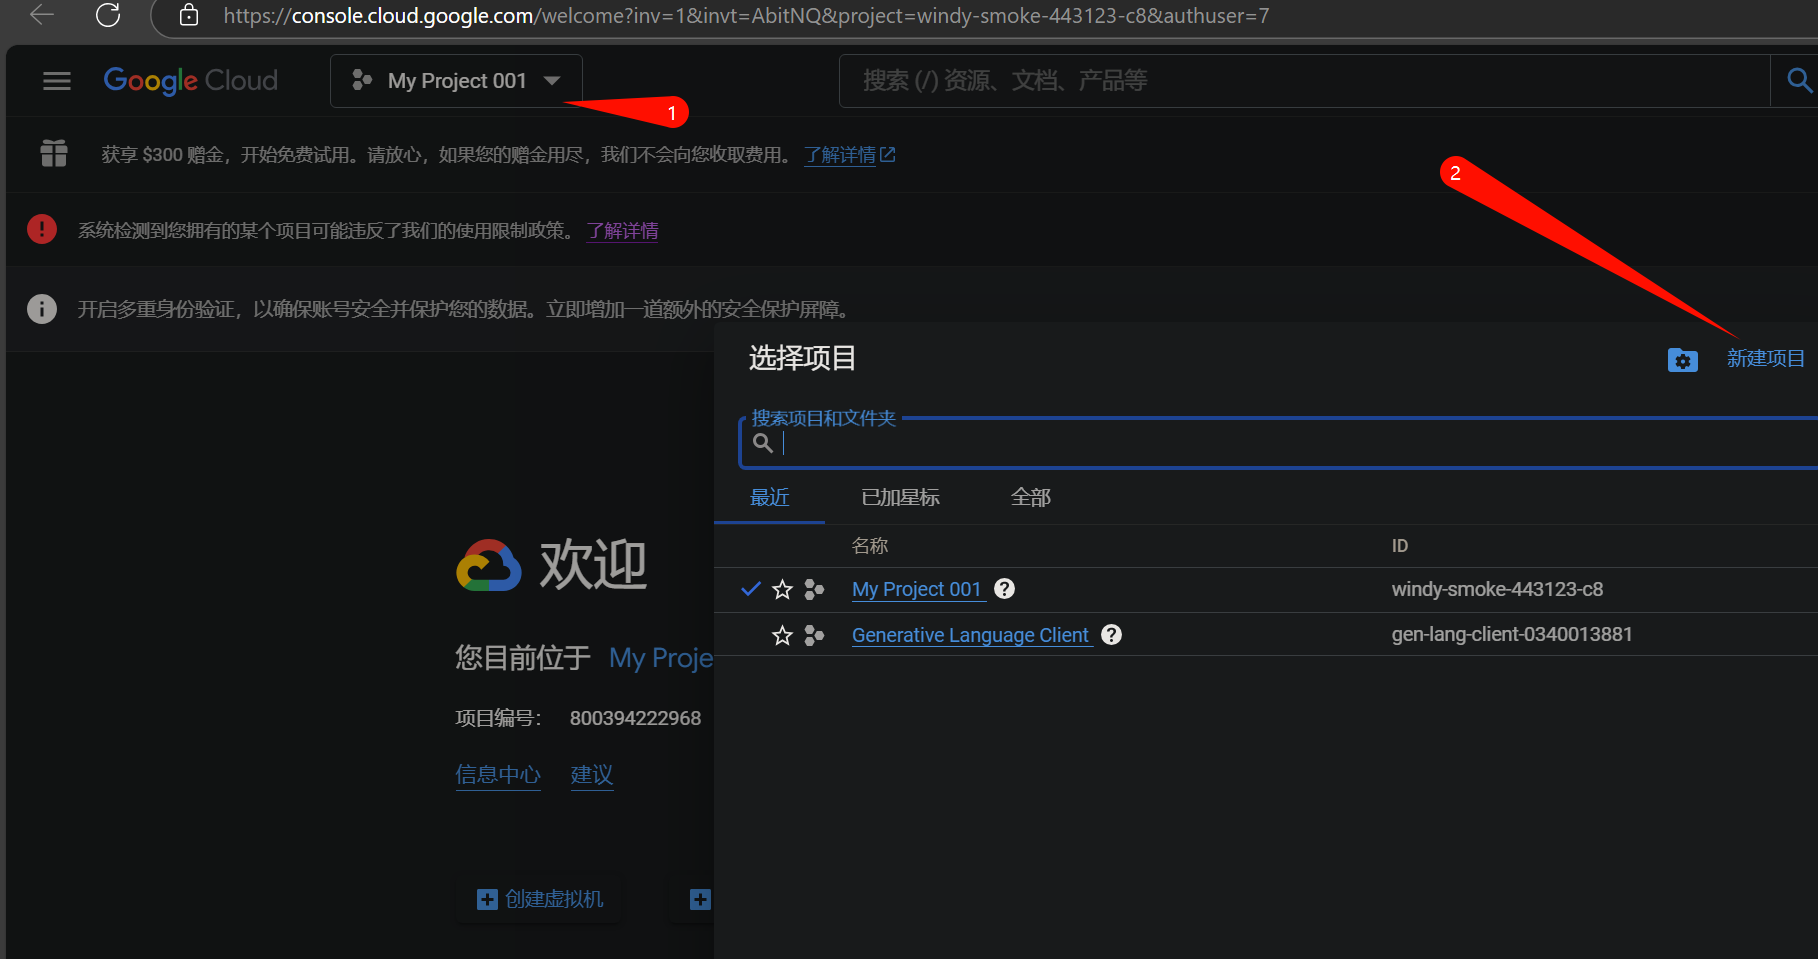 https://console.cloud.google.com/welcome?inv=1&invt=AbitNQ&project=windy-smoke-443123-c8&authuser=7
Google Cloud
My Project 001
搜索 (/) 资源、文档、产品等
1
获享 $300 赠金，开始免费试用。请放心，如果您的赠金用尽，我们不会向您收取费用。 了解详情
2
系统检测到您拥有的某个项目可能违反了我们的使用限制政策。 了解详情
开启多重身份验证，以确保账号安全并保护您的数据。立即增加一道额外的安全保护屏障。
选择项目
新建项目
搜索项目和文件夹
最近 已加星标 全部
名称 ID
My Project 001 windy-smoke-443123-c8
Generative Language Client gen-lang-client-0340013881
欢迎
您目前位于 My Proje
项目编号： 800394222968
信息中心 建议
创建虚拟机